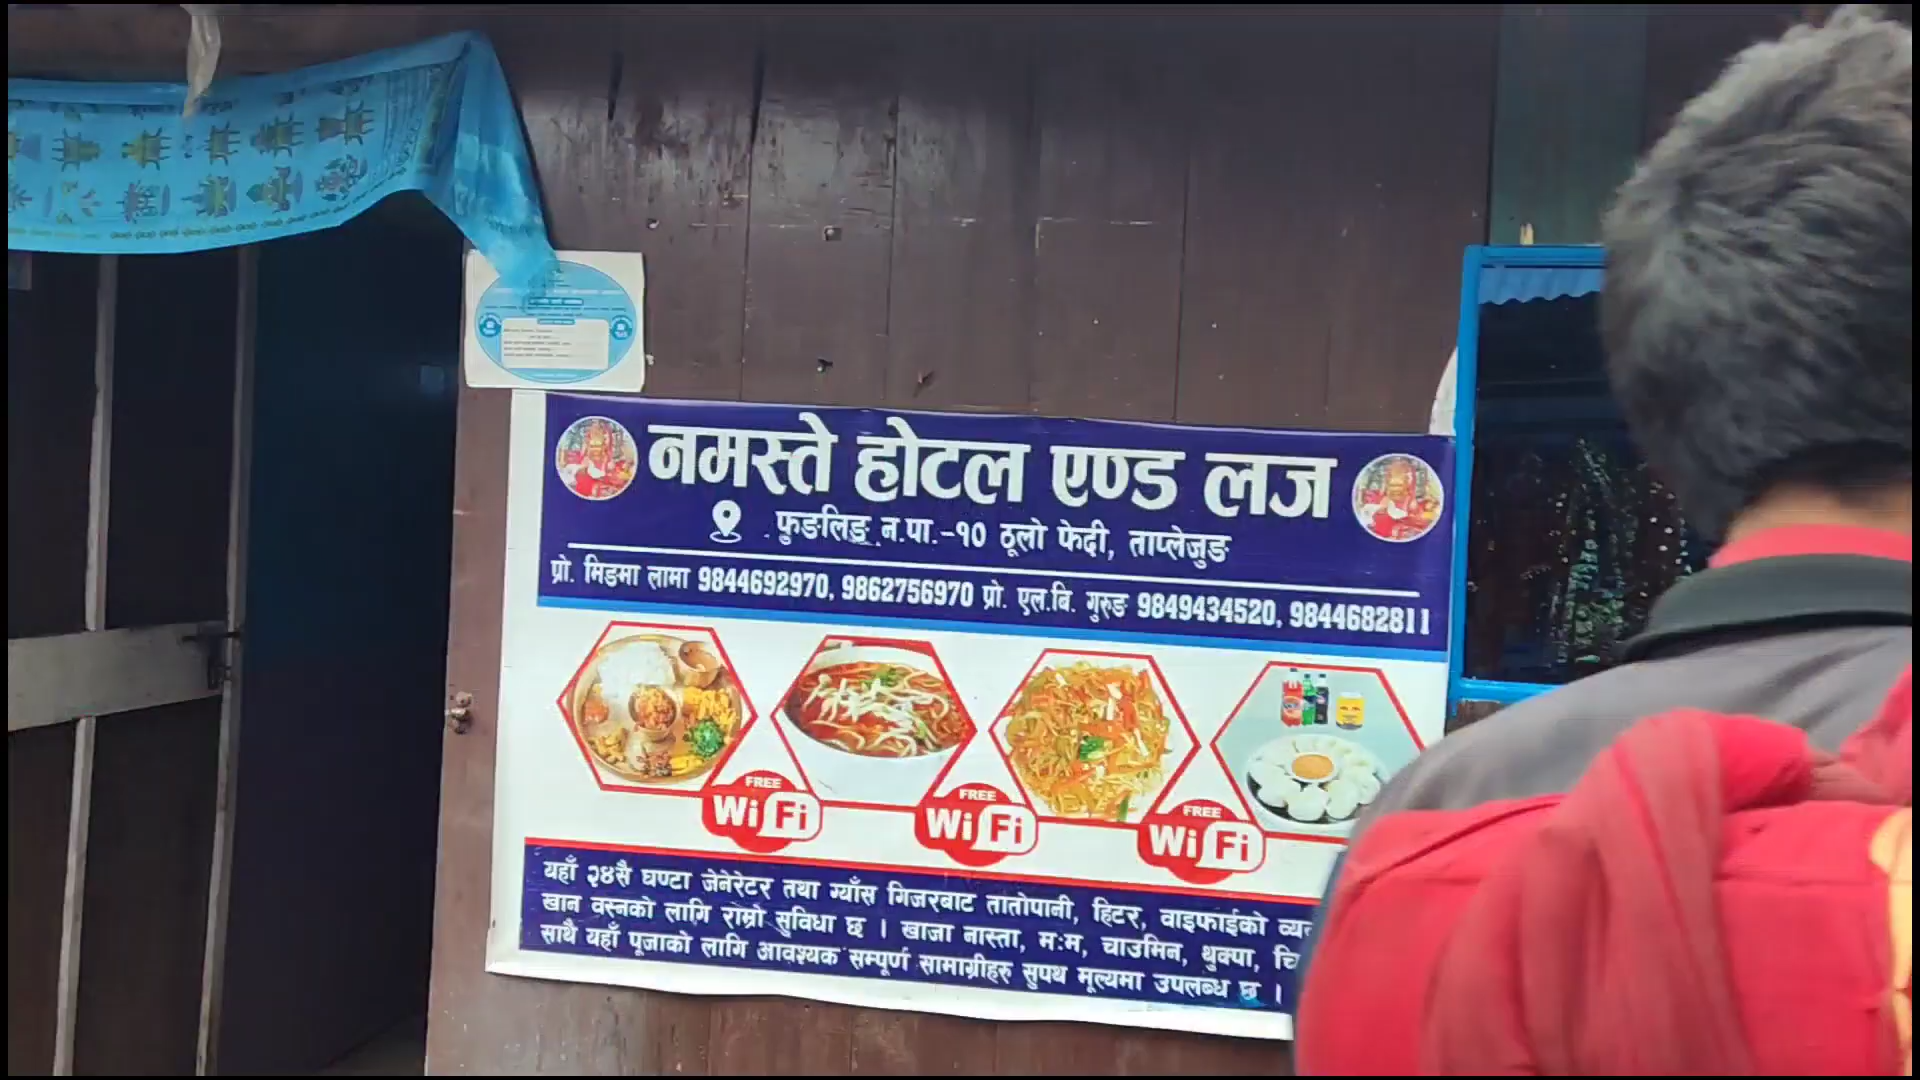 नमस्ते होटल एण्ड लज
फुङलिङ न.पा.-१० ठूलो फेदी, ताप्लेजुङ
प्रो. मिङमा लामा 9844692970, 9862756970 प्रो. एल.बि. गुरुङ 9849434520, 9844682811
FREE
WiFi
FREE
WiFi
FREE
WiFi
यहाँ २४सै घण्टा जेनेरेटर तथा ग्याँस गिजरबाट तातोपानी, हिटर, वाइफाईको
खान वस्नको लागि राम्रो सुविधा छ । खाजा नास्ता, म:म, चाउमिन, थुक्पा,
साथै यहाँ पूजाको लागि आवश्यक सम्पूर्ण सामाग्रीहरु सुपथ मूल्यमा उपलब्ध छ ।